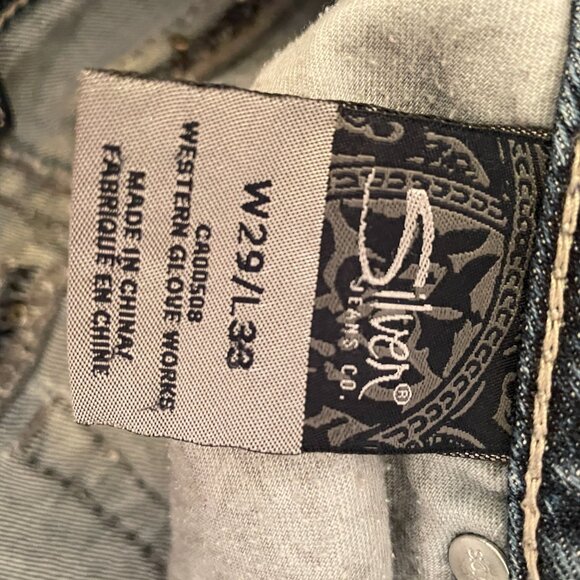 Silver®
JEANS CO.
W29/L33
CA00508
WESTERN GLOVE WORKS
MADE IN CHINA/
FABRIQUE EN CHINE